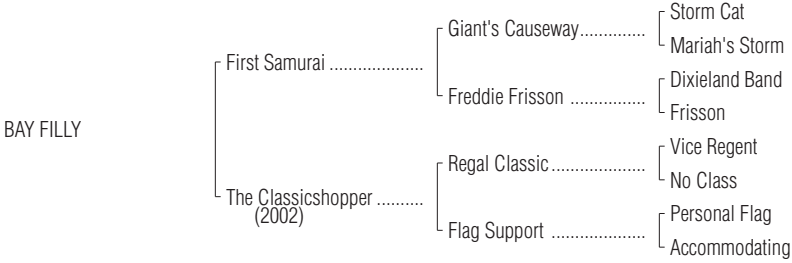 Storm Cat
Giant's Causeway..............
Mariah's Storm
First Samurai ....................
Dixieland Band
Freddie Frisson ................
Frisson
BAY FILLY
Vice Regent
Regal Classic....................
No Class
The Classicshopper ..........
(2002)
Personal Flag
Flag Support ....................
Accommodating